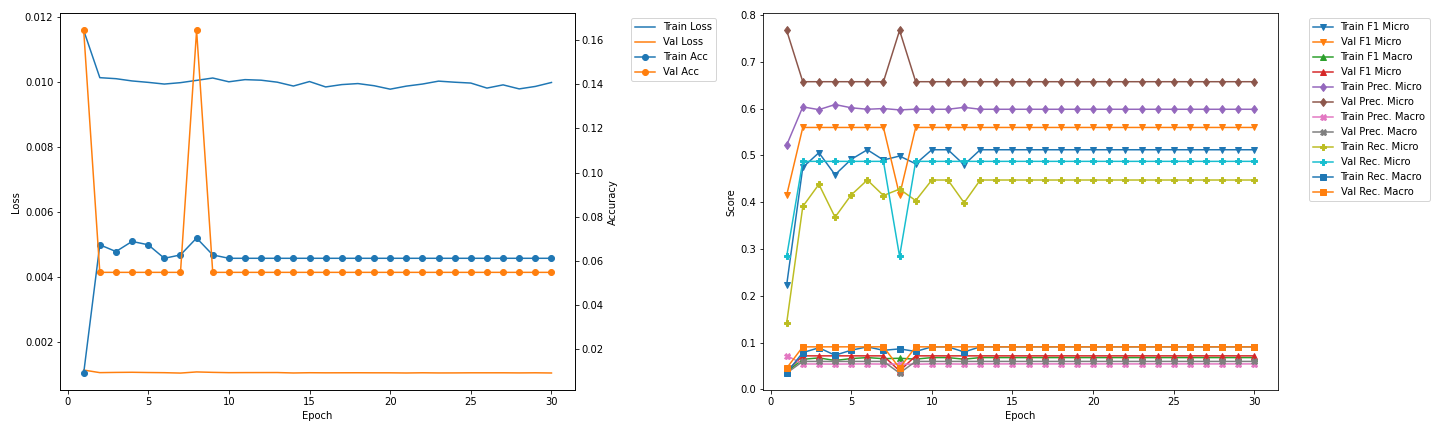 0.012
0.010
0.008
0.006
0.004
0.002
Loss
0
5
10
15
20
25
30
Epoch
0.16
0.14
0.12
0.10
0.08
0.06
0.04
0.02
Accuracy
Train Loss
Val Loss
Train Acc
Val Acc
0.8
0.7
0.6
0.5
0.4
0.3
0.2
0.1
0.0
Score
0
5
10
15
20
25
30
Epoch
Train F1 Micro
Val F1 Micro
Train F1 Macro
Val F1 Micro
Train Prec. Micro
Val Prec. Micro
Train Prec. Macro
Val Prec. Macro
Train Rec. Micro
Val Rec. Micro
Train Rec. Macro
Val Rec. Macro